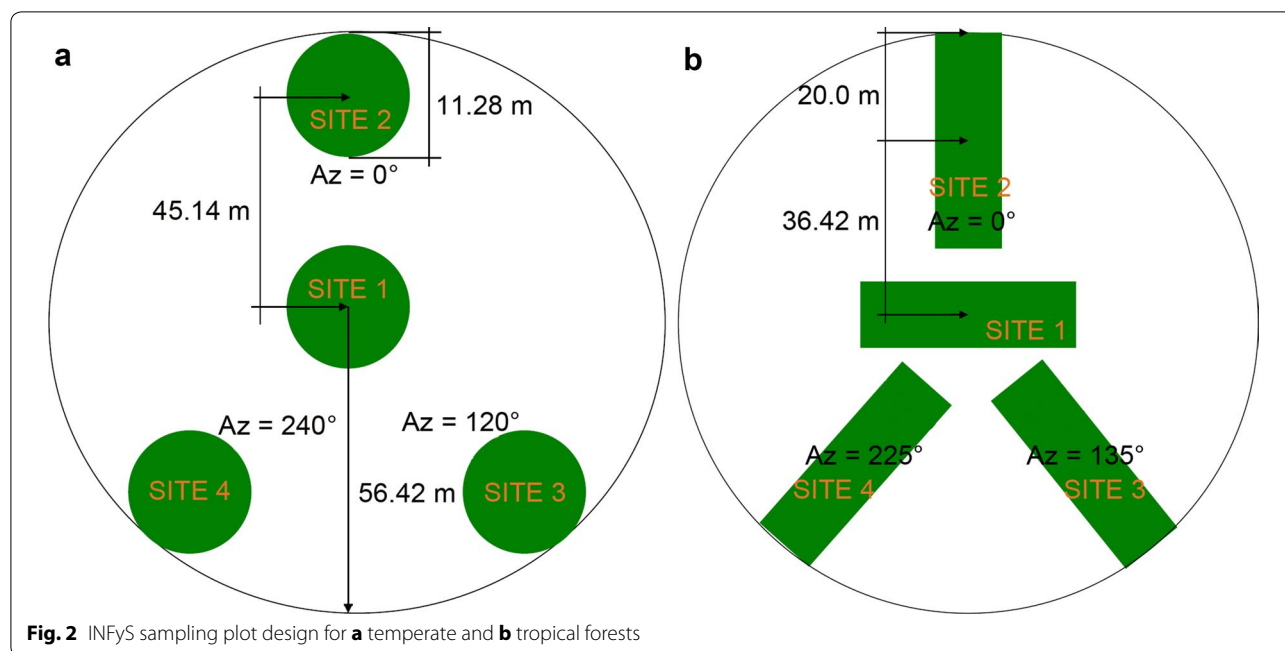 a
SITE 2
11.28 m
Az = 0°
45.14 m
SITE 1
Az = 240°
Az = 120°
SITE 4
56.42 m
SITE 3
b
20.0 m
SITE 2
Az = 0°
36.42 m
SITE 1
Az = 225°
Az = 135°
SITE 4
SITE 3
Fig. 2 INFyS sampling plot design for a temperate and b tropical forests